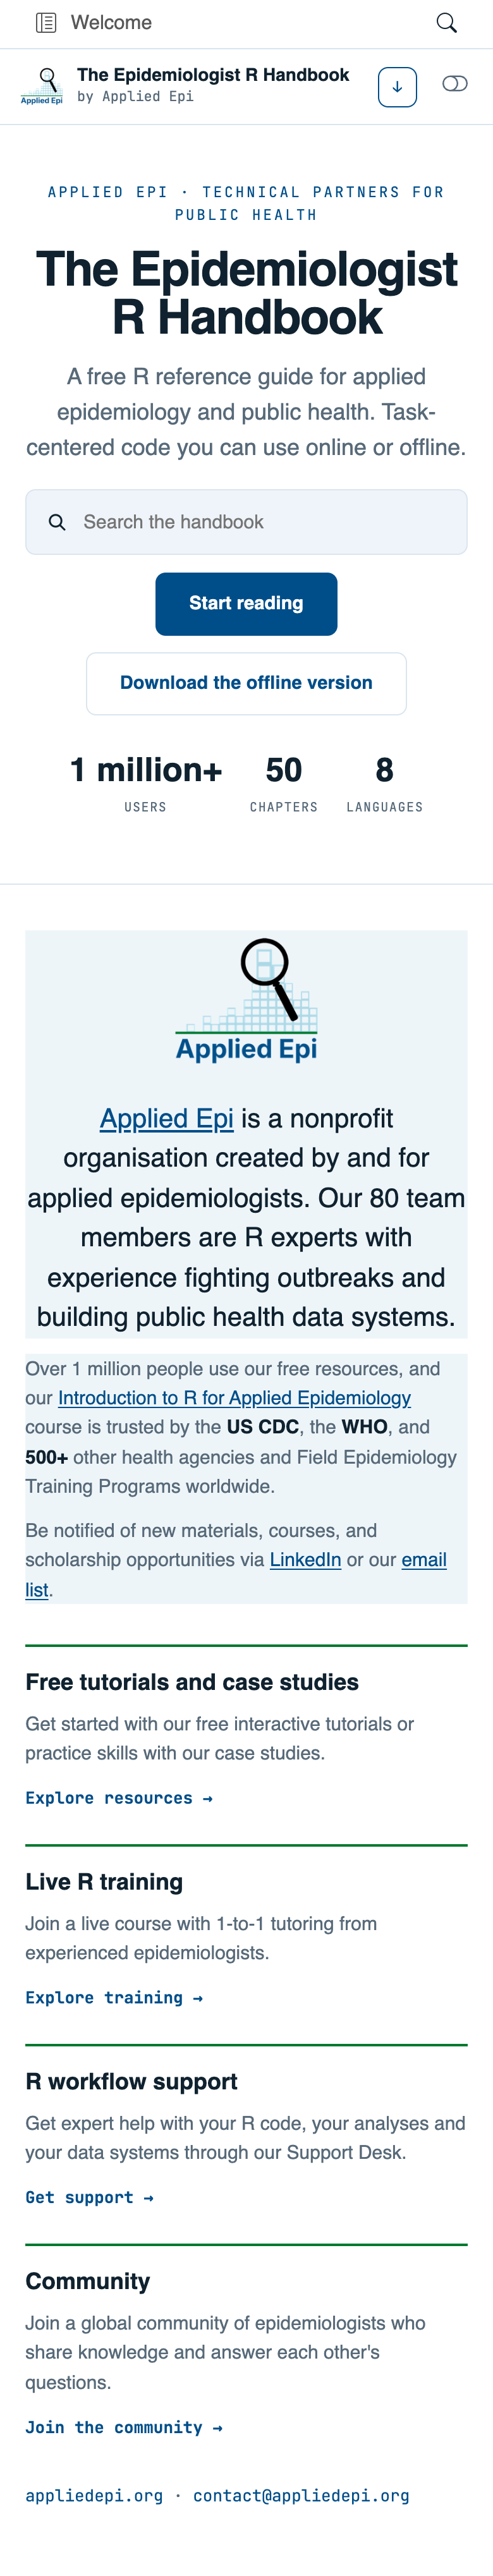 Welcome
The Epidemiologist R Handbook
by Applied Epi
Applied Epi
APPLIED EPI · TECHNICAL PARTNERS FOR
PUBLIC HEALTH
The Epidemiologist
R Handbook
A free R reference guide for applied
epidemiology and public health. Task-
centered code you can use online or offline.
Search the handbook
Start reading
Download the offline version
1 million+ 50 8
USERS CHAPTERS LANGUAGES
Applied Epi
Applied Epi is a nonprofit
organisation created by and for
applied epidemiologists. Our 80 team
members are R experts with
experience fighting outbreaks and
building public health data systems.
Over 1 million people use our free resources, and
our Introduction to R for Applied Epidemiology
course is trusted by the US CDC, the WHO, and
500+ other health agencies and Field Epidemiology
Training Programs worldwide.
Be notified of new materials, courses, and
scholarship opportunities via LinkedIn or our email
list.
Free tutorials and case studies
Get started with our free interactive tutorials or
practice skills with our case studies.
Explore resources →
Live R training
Join a live course with 1-to-1 tutoring from
experienced epidemiologists.
Explore training →
R workflow support
Get expert help with your R code, your analyses and
your data systems through our Support Desk.
Get support →
Community
Join a global community of epidemiologists who
share knowledge and answer each other's
questions.
Join the community →
appliedepi.org · contact@appliedepi.org